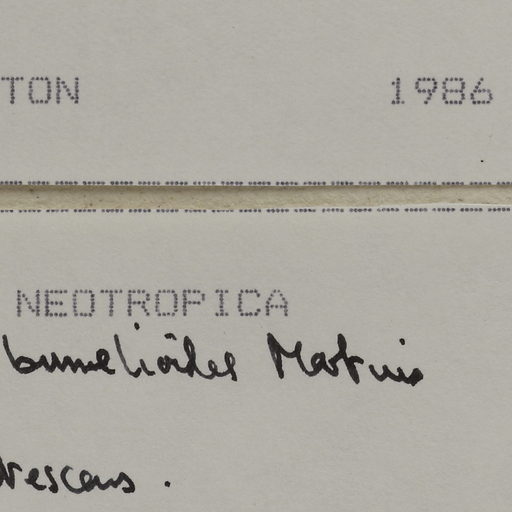 TON 1986
NEOTROPICA
bumelioides Martius
rescens.